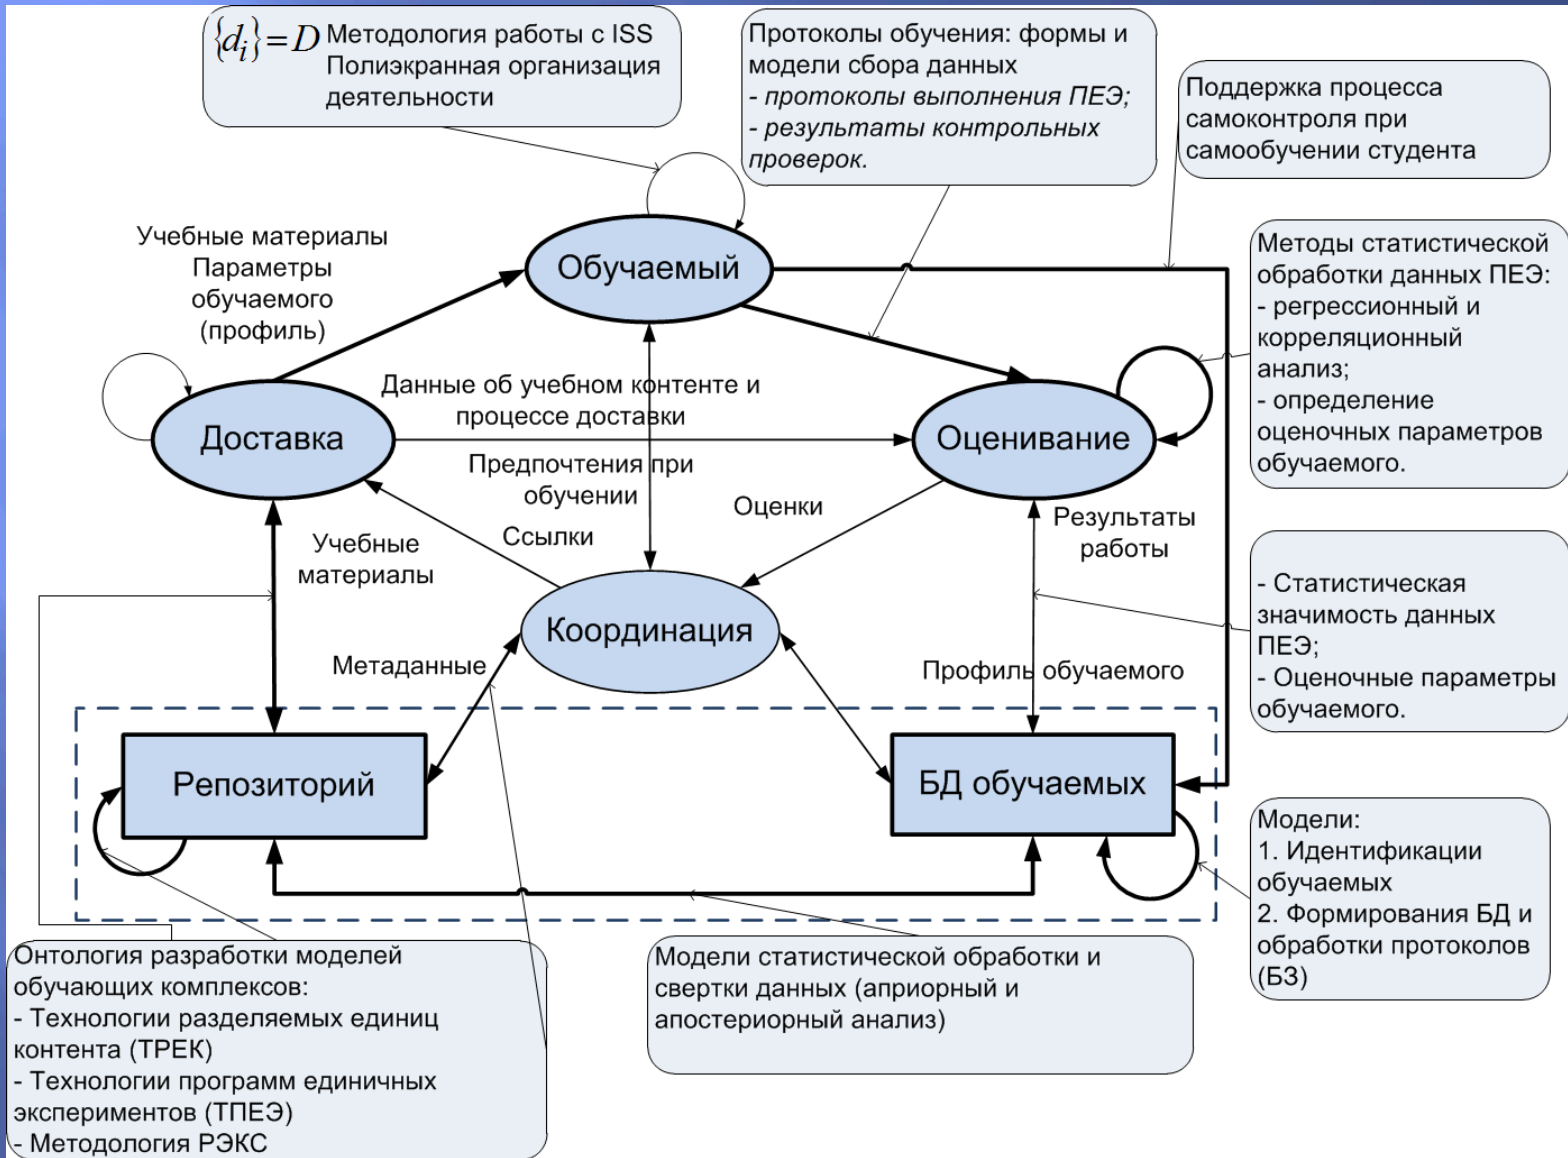 {dᵢ}=D Методология работы с ISS
Полиэкранная организация
деятельности
Протоколы обучения: формы и
модели сбора данных
- протоколы выполнения ПЕЭ;
- результаты контрольных
проверок.
Поддержка процесса
самоконтроля при
самообучении студента
Учебные материалы
Параметры
обучаемого
(профиль)
Обучаемый
Методы статистической
обработки данных ПЕЭ:
- регрессионный и
корреляционный
анализ;
- определение
оценочных параметров
обучаемого.
Данные об учебном контенте и
процессе доставки
Доставка
Оценивание
Предпочтения при
обучении
Ссылки
Оценки
Учебные
материалы
Результаты
работы
- Статистическая
значимость данных
ПЕЭ;
- Оценочные параметры
обучаемого.
Координация
Метаданные
Профиль обучаемого
Репозиторий
БД обучаемых
Модели:
1. Идентификации
обучаемых
2. Формирования БД и
обработки протоколов
(БЗ)
Онтология разработки моделей
обучающих комплексов:
- Технологии разделяемых единиц
контента (ТРЕК)
- Технологии программ единичных
экспериментов (ТПЕЭ)
- Методология РЭКС
Модели статистической обработки и
свертки данных (априорный и
апостериорный анализ)